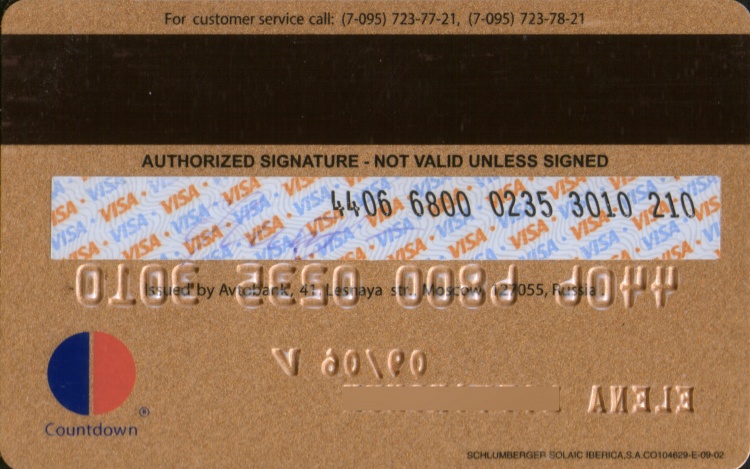 For customer service call: (7-095) 723-77-21, (7-095) 723-78-21
AUTHORIZED SIGNATURE - NOT VALID UNLESS SIGNED
4406 6800 0235 3010 210
4406 6800 0235 3010
Issued by Avtobank, 41, Lesnaya str., Moscow, 127055, Russia
09/06 V
ELENA
Countdown®
SCHLUMBERGER SOLAIC IBERICA,S.A.CO104629-E-09-02